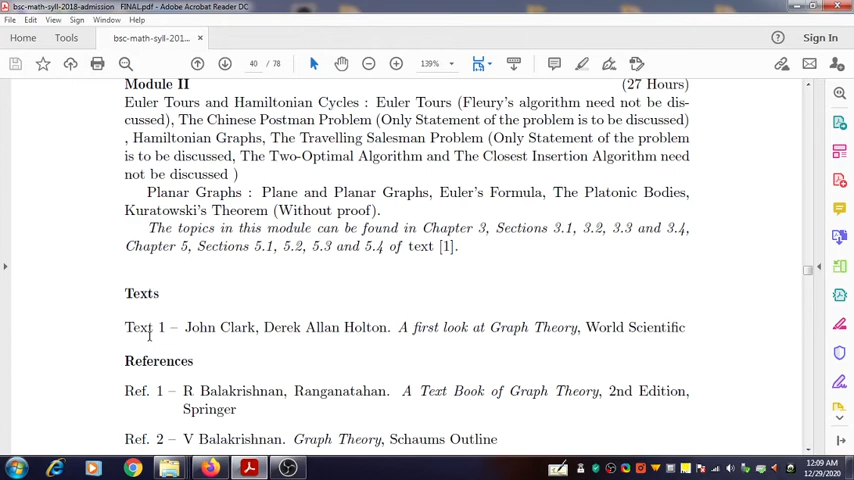 bsc-math-syll-2018-admission FINAL.pdf - Adobe Acrobat Reader DC
File Edit View Sign Window Help
Home Tools bsc-math-syll-201... × Sign In
40 / 78 139%
Module II (27 Hours)
Euler Tours and Hamiltonian Cycles : Euler Tours (Fleury's algorithm need not be dis-
cussed), The Chinese Postman Problem (Only Statement of the problem is to be discussed)
, Hamiltonian Graphs, The Travelling Salesman Problem (Only Statement of the problem
is to be discussed, The Two-Optimal Algorithm and The Closest Insertion Algorithm need
not be discussed )
Planar Graphs : Plane and Planar Graphs, Euler's Formula, The Platonic Bodies,
Kuratowski's Theorem (Without proof).
The topics in this module can be found in Chapter 3, Sections 3.1, 3.2, 3.3 and 3.4,
Chapter 5, Sections 5.1, 5.2, 5.3 and 5.4 of text [1].
Texts
Text 1 – John Clark, Derek Allan Holton. A first look at Graph Theory, World Scientific
References
Ref. 1 – R Balakrishnan, Ranganatahan. A Text Book of Graph Theory, 2nd Edition,
Springer
Ref. 2 – V Balakrishnan. Graph Theory, Schaums Outline
12:09 AM
12/29/2020